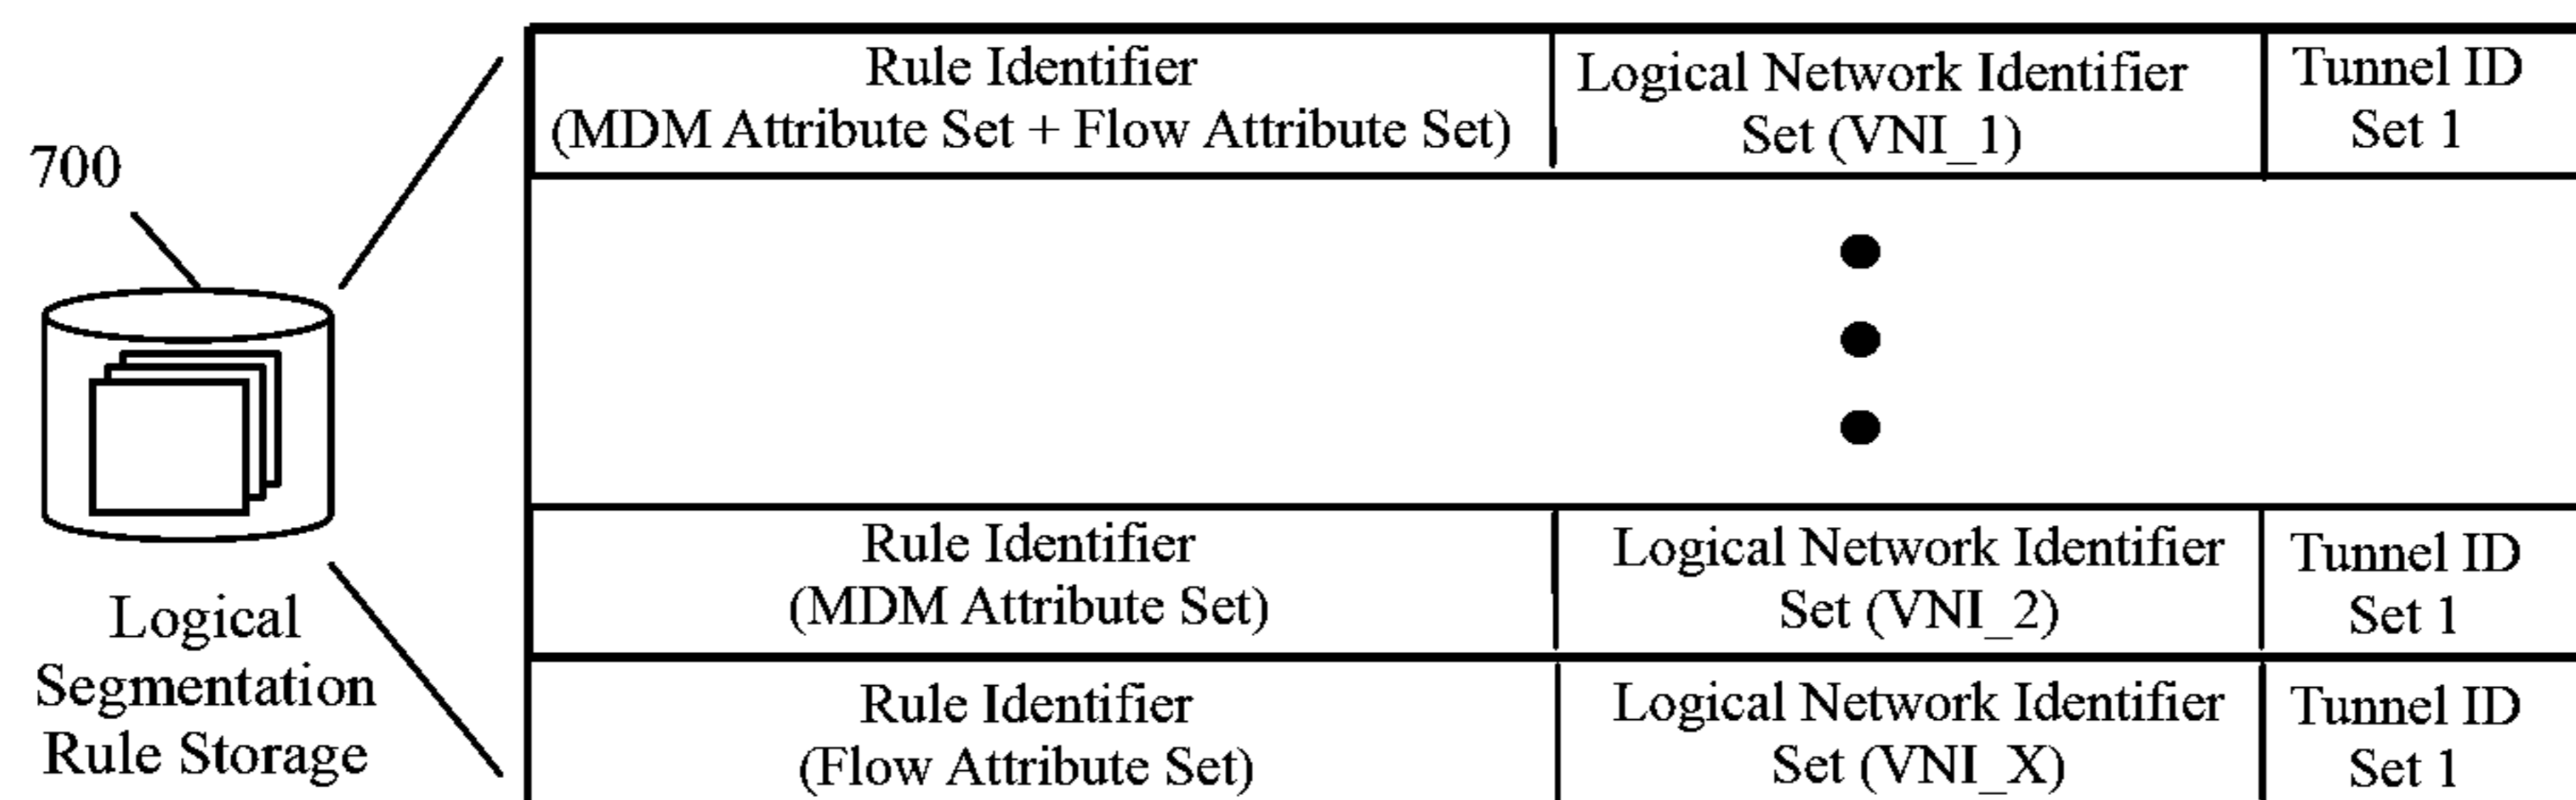 Rule Identifier
(MDM Attribute Set + Flow Attribute Set)
Logical Network Identifier
Set (VNI_1)
Tunnel ID
Set 1
700
Logical
Segmentation
Rule Storage
Rule Identifier
(MDM Attribute Set)
Logical Network Identifier
Set (VNI_2)
Tunnel ID
Set 1
Rule Identifier
(Flow Attribute Set)
Logical Network Identifier
Set (VNI_X)
Tunnel ID
Set 1